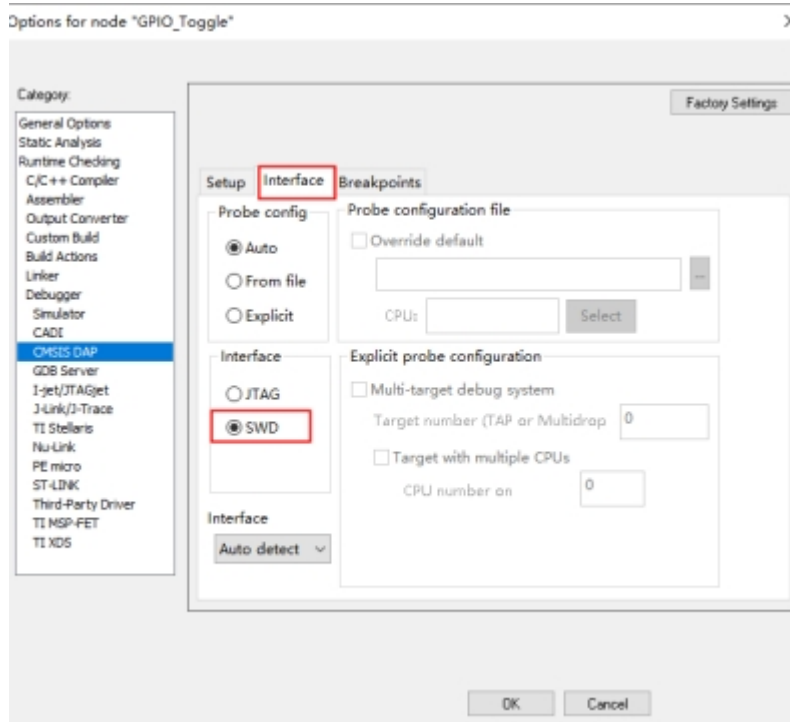 Options for node "GPIO_Toggle"
Category:
General Options
Static Analysis
Runtime Checking
C/C++ Compiler
Assembler
Output Converter
Custom Build
Build Actions
Linker
Debugger
Simulator
CADI
CMSIS DAP
GDB Server
I-jet/JTAGjet
J-Link/J-Trace
TI Stellaris
Nu-Link
PE micro
ST-LINK
Third-Party Driver
TI MSP-FET
TI XDS
Factory Settings
Setup Interface Breakpoints
Probe config
Auto
From file
Explicit
Probe configuration file
Override default
...
CPU: Select
Interface
JTAG
SWD
Explicit probe configuration
Multi-target debug system
Target number (TAP or Multidrop 0
Target with multiple CPUs
CPU number on 0
Interface
Auto detect
OK Cancel